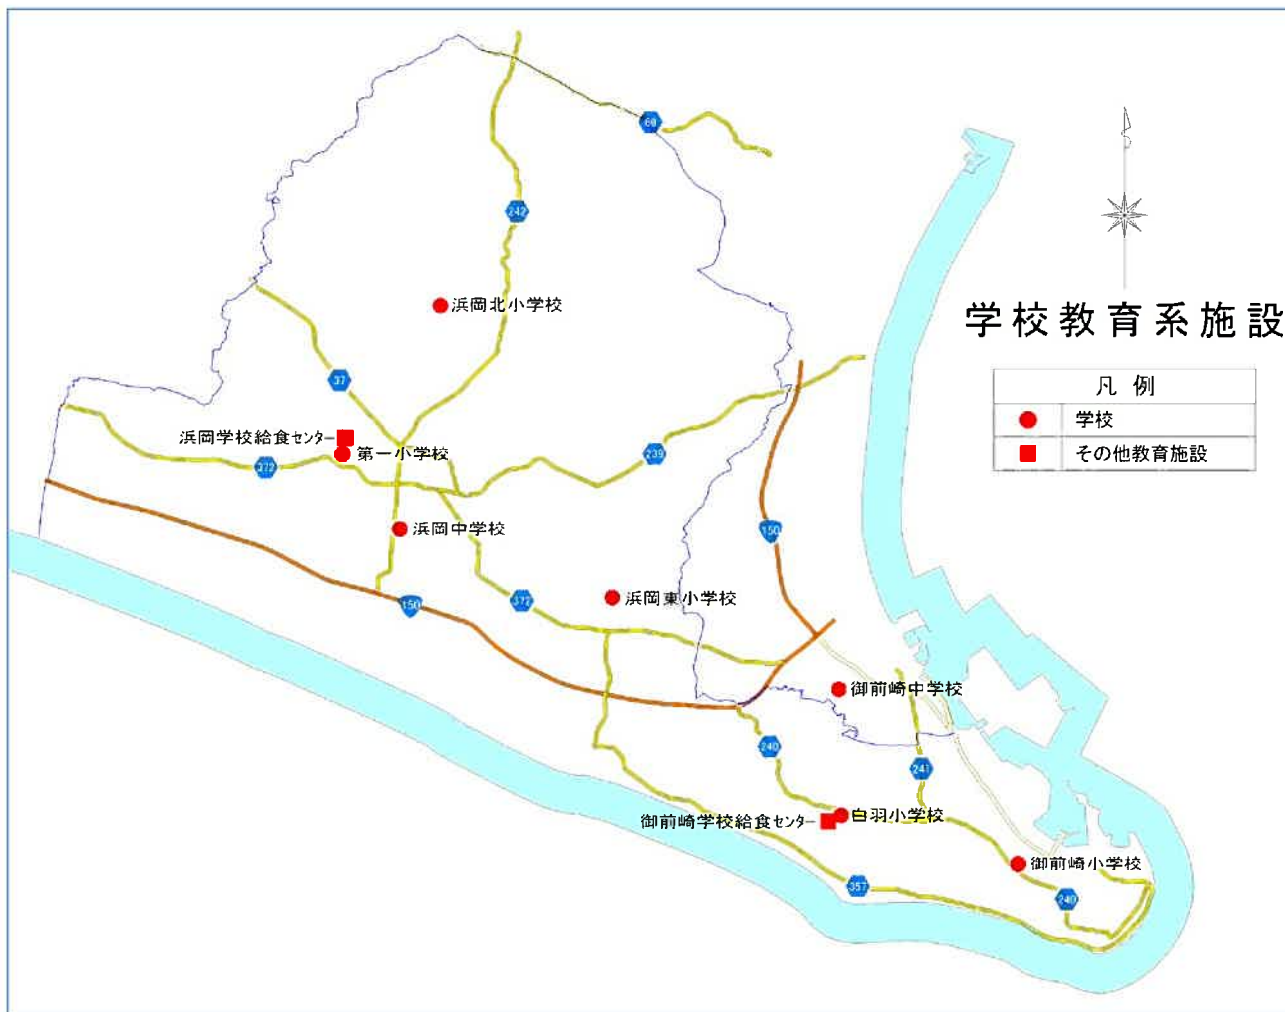 69
242
浜岡北小学校
学校教育系施設
凡例
学校
その他教育施設
37
浜岡学校給食センター
第一小学校
372
239
浜岡中学校
150
150
372
浜岡東小学校
御前崎中学校
240
241
御前崎学校給食センター
白羽小学校
御前崎小学校
357
240